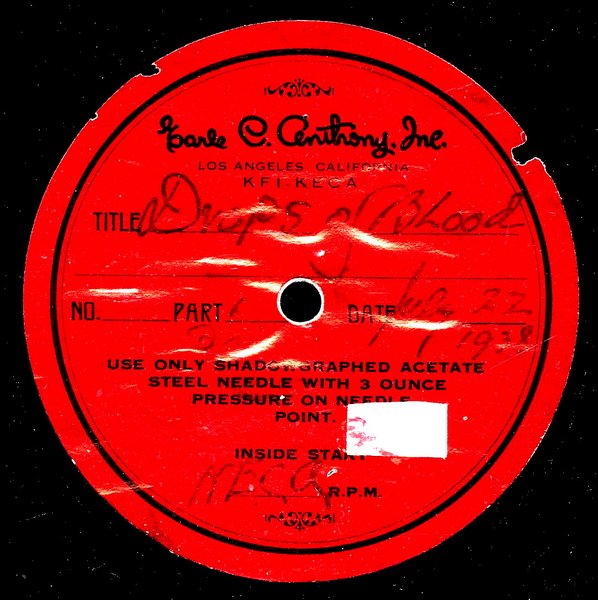 Earle C. Anthony, Inc.
LOS ANGELES, CALIFORNIA
KFI-KECA
TITLE Drops of Blood
NO. PART 1 DATE 22
1938
USE ONLY SHADOWGRAPHED ACETATE
STEEL NEEDLE WITH 3 OUNCE
PRESSURE ON NEEDLE
POINT.
INSIDE START
KECA R.P.M.